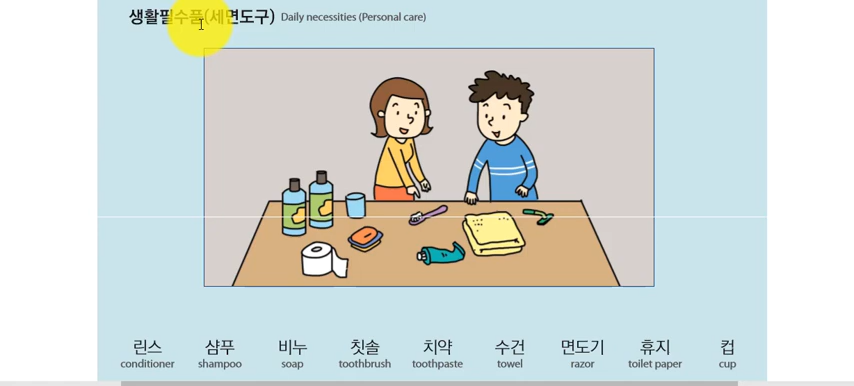 생활필수품(세면도구) Daily necessities (Personal care)
린스 샴푸 비누 칫솔 치약 수건 면도기 휴지 컵
conditioner shampoo soap toothbrush toothpaste towel razor toilet paper cup